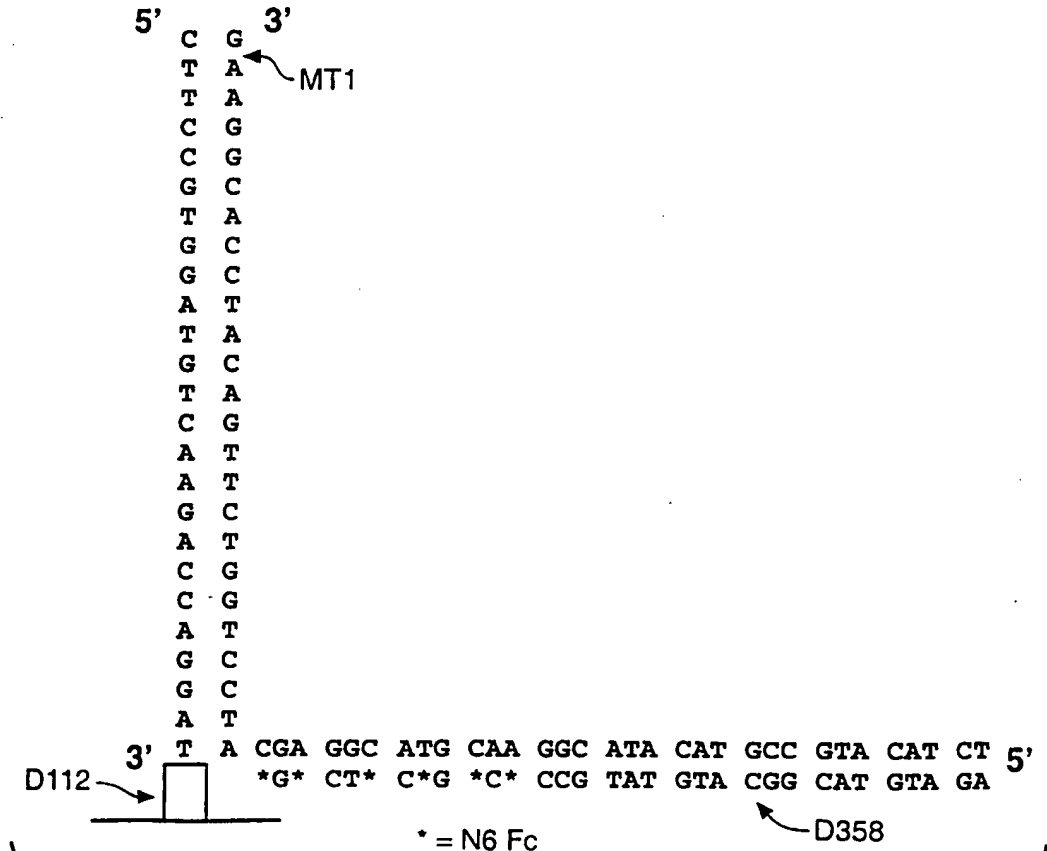 5' 3'
C G
T A MT1
T A
C G
C G
G C
T A
G C
G C
A T
T A
G C
T A
C G
A T
A T
G C
A T
C G
C G
A T
G C
G C
A T
3' T A CGA GGC ATG CAA GGC ATA CAT GCC GTA CAT CT 5'
D112 *G* CT* C*G *C* CCG TAT GTA CGG CAT GTA GA
* = N6 Fc D358